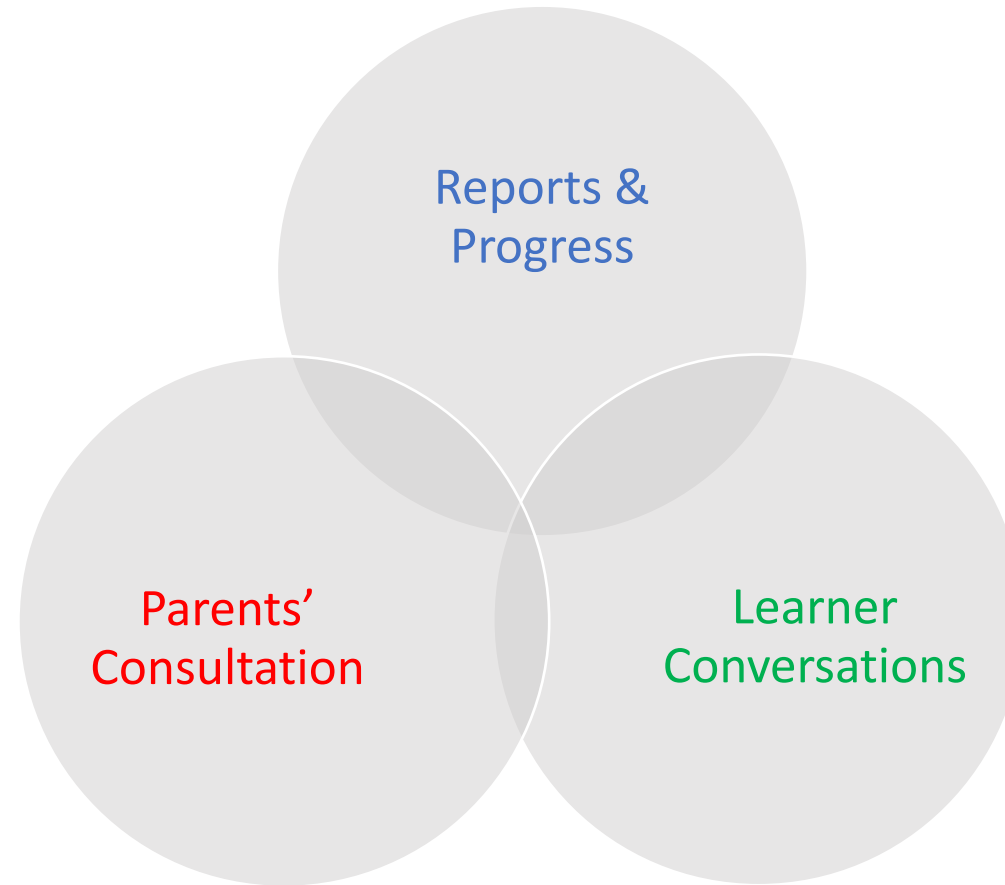 Reports &
Progress
Parents’
Consultation
Learner
Conversations